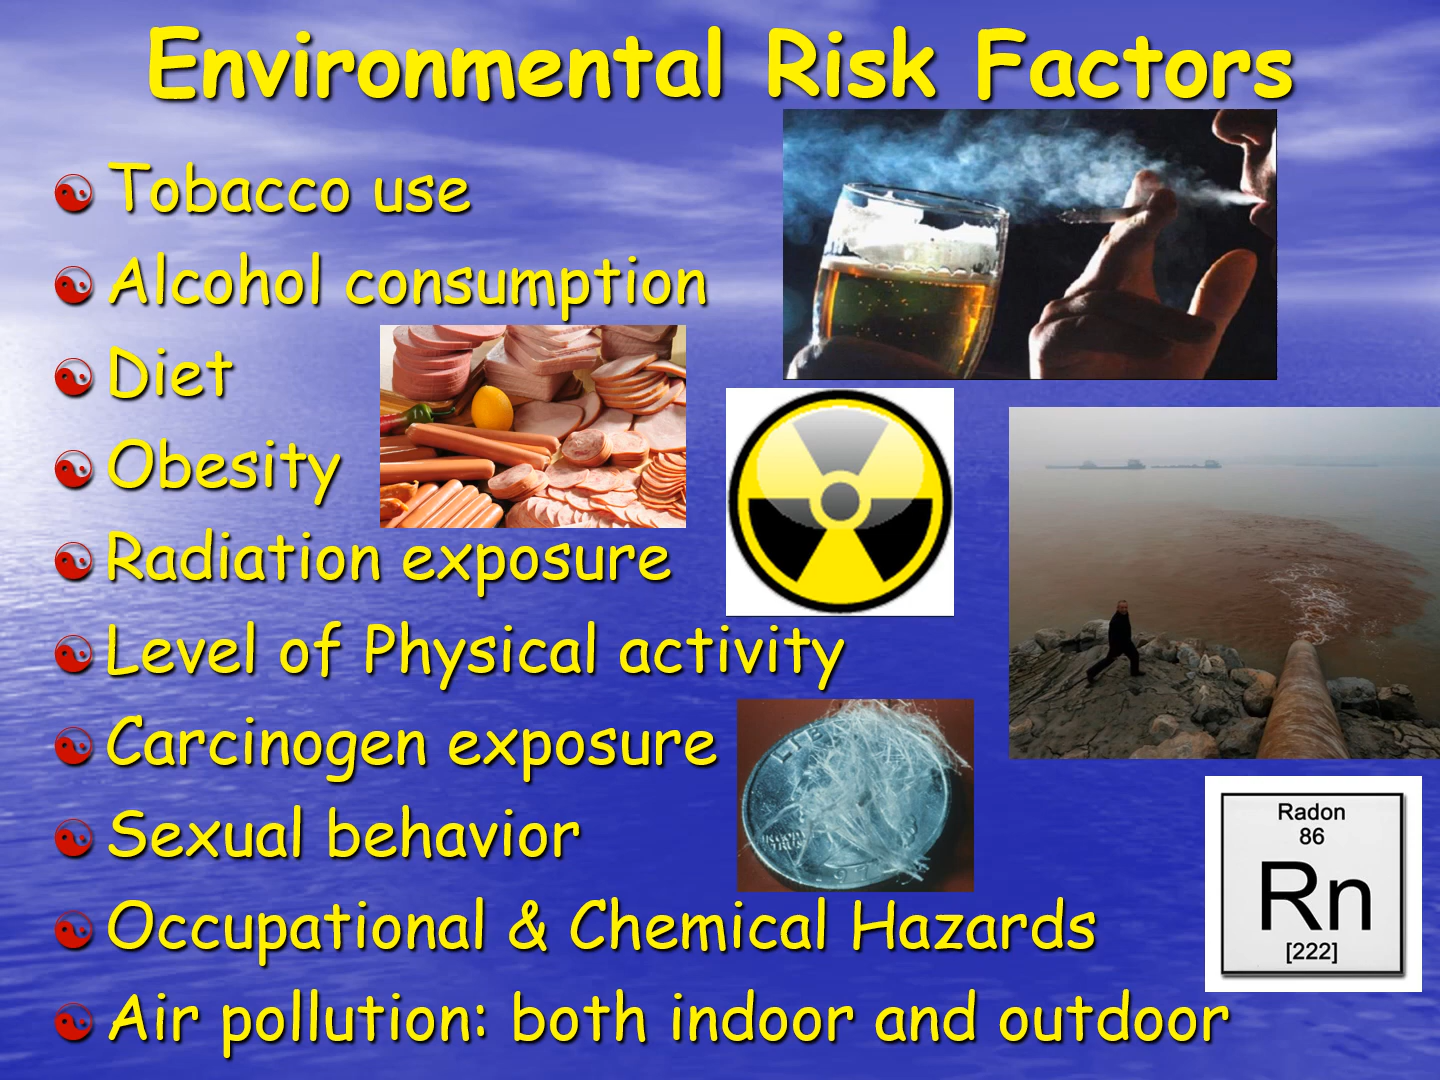 Environmental Risk Factors
Tobacco use
Alcohol consumption
Diet
Obesity
Radiation exposure
Level of Physical activity
Carcinogen exposure
Sexual behavior
Occupational & Chemical Hazards
Air pollution: both indoor and outdoor
Radon
86
Rn
[222]